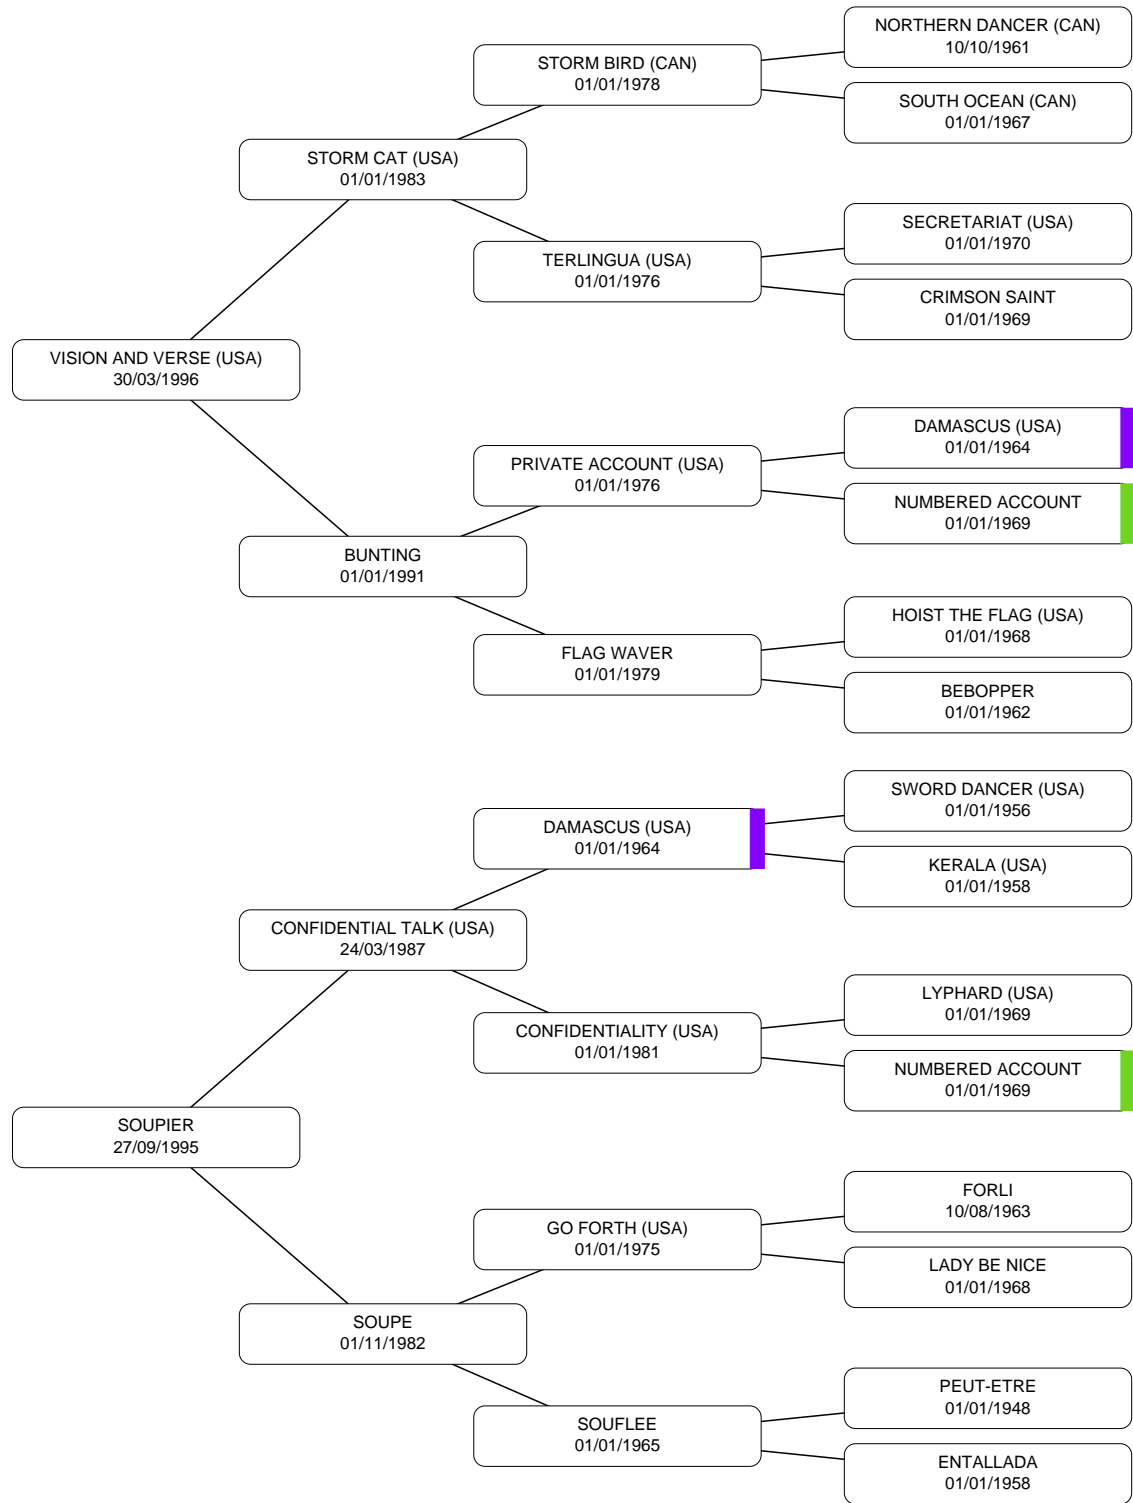 NORTHERN DANCER (CAN)
10/10/1961
STORM BIRD (CAN)
01/01/1978
SOUTH OCEAN (CAN)
01/01/1967
STORM CAT (USA)
01/01/1983
SECRETARIAT (USA)
01/01/1970
TERLINGUA (USA)
01/01/1976
CRIMSON SAINT
01/01/1969
VISION AND VERSE (USA)
30/03/1996
DAMASCUS (USA)
01/01/1964
PRIVATE ACCOUNT (USA)
01/01/1976
NUMBERED ACCOUNT
01/01/1969
BUNTING
01/01/1991
HOIST THE FLAG (USA)
01/01/1968
FLAG WAVER
01/01/1979
BEBOPPER
01/01/1962
SWORD DANCER (USA)
01/01/1956
DAMASCUS (USA)
01/01/1964
KERALA (USA)
01/01/1958
CONFIDENTIAL TALK (USA)
24/03/1987
LYPHARD (USA)
01/01/1969
CONFIDENTIALITY (USA)
01/01/1981
NUMBERED ACCOUNT
01/01/1969
SOUPIER
27/09/1995
FORLI
10/08/1963
GO FORTH (USA)
01/01/1975
LADY BE NICE
01/01/1968
SOUPE
01/11/1982
PEUT-ETRE
01/01/1948
SOUFLEE
01/01/1965
ENTALLADA
01/01/1958